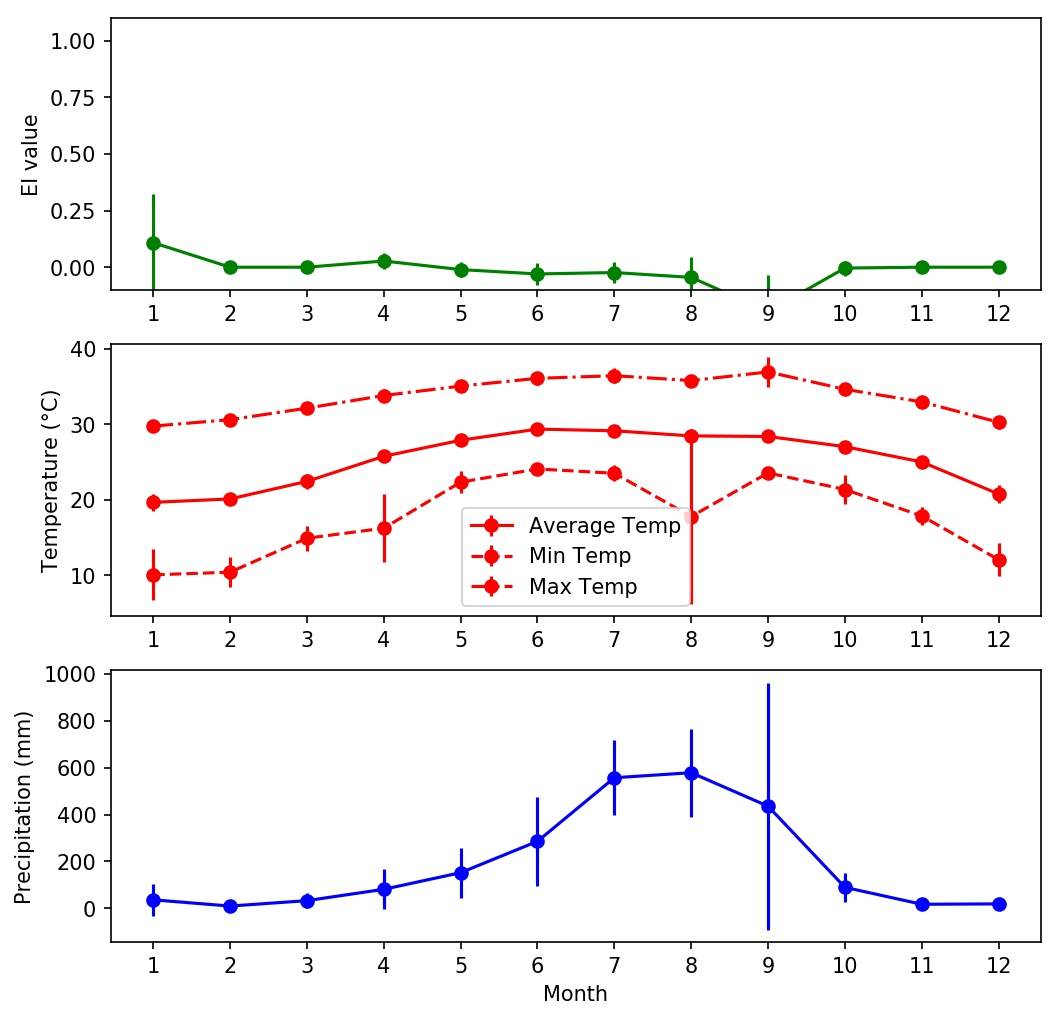 EI value
1.00
0.75
0.50
0.25
0.00
1 2 3 4 5 6 7 8 9 10 11 12
Temperature (°C)
40
30
20
10
Average Temp
Min Temp
Max Temp
1 2 3 4 5 6 7 8 9 10 11 12
Precipitation (mm)
1000
800
600
400
200
0
1 2 3 4 5 6 7 8 9 10 11 12
Month